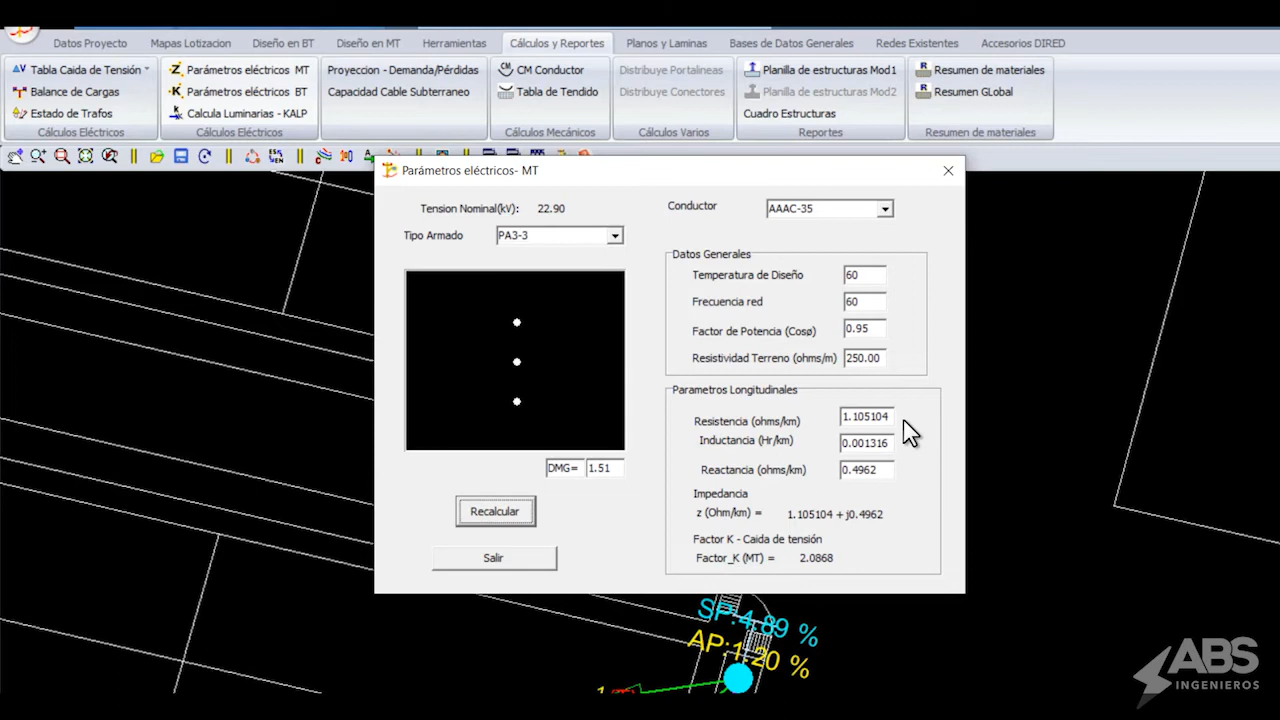 Datos Proyecto Mapas Lotizacion Diseño en BT Diseño en MT Herramientas Cálculos y Reportes Planos y Laminas Bases de Datos Generales Redes Existentes Accesorios DIRED
Tabla Caida de Tensión Parámetros eléctricos MT Proyeccion - Demanda/Pérdidas CM Conductor Distribuye Portalineas Planilla de estructuras Mod1 Resumen de materiales
Balance de Cargas Parámetros eléctricos BT Capacidad Cable Subterraneo Tabla de Tendido Distribuye Conectores Planilla de estructuras Mod2 Resumen GLobal
Estado de Trafos Calcula Luminarias - KALP Cuadro Estructuras
Cálculos Eléctricos Cálculos Eléctricos Cálculos Mecánicos Cálculos Varios Reportes Resumen de materiales
Parámetros eléctricos- MT
Tension Nominal(kV): 22.90
Conductor AAAC-35
Tipo Armado PA3-3
Datos Generales
Temperatura de Diseño 60
Frecuencia red 60
Factor de Potencia (Cosø) 0.95
Resistividad Terreno (ohms/m) 250.00
Parametros Longitudinales
Resistencia (ohms/km) 1.105104
Inductancia (Hr/km) 0.001316
Reactancia (ohms/km) 0.4962
DMG= 1.51
Impedancia
z (Ohm/km) = 1.105104 + j0.4962
Recalcular
Factor K - Caida de tensión
Factor_K (MT) = 2.0868
Salir
SP:4.89 %
AP:1.20 %
ABS
INGENIEROS